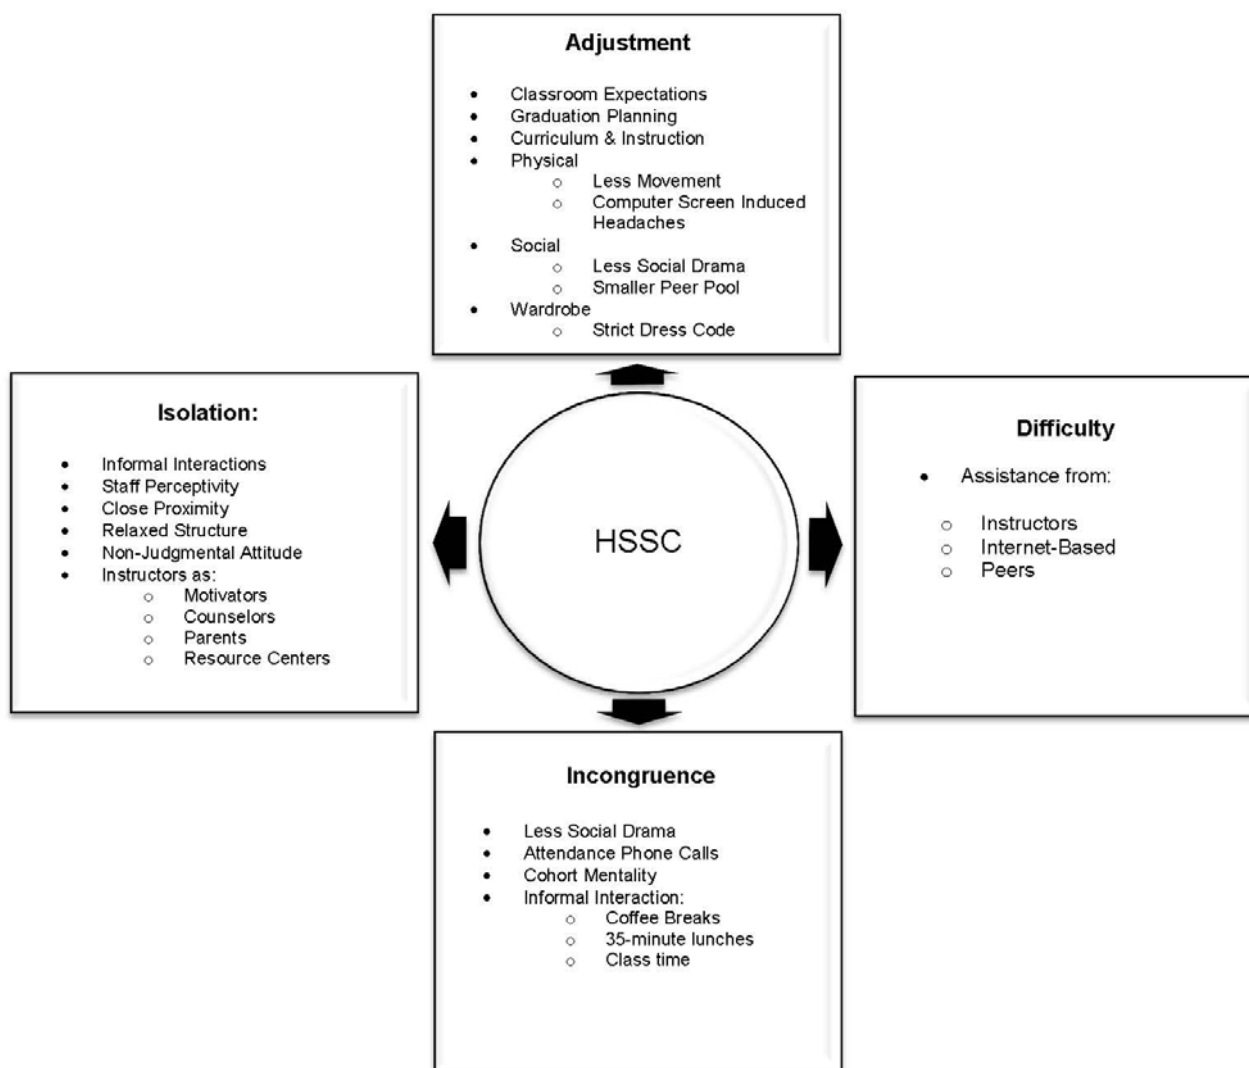 Adjustment
• Classroom Expectations
• Graduation Planning
• Curriculum & Instruction
• Physical
○ Less Movement
○ Computer Screen Induced
Headaches
• Social
○ Less Social Drama
○ Smaller Peer Pool
• Wardrobe
○ Strict Dress Code
Isolation:
• Informal Interactions
• Staff Perceptivity
• Close Proximity
• Relaxed Structure
• Non-Judgmental Attitude
• Instructors as:
○ Motivators
○ Counselors
○ Parents
○ Resource Centers
HSSC
Difficulty
• Assistance from:
○ Instructors
○ Internet-Based
○ Peers
Incongruence
• Less Social Drama
• Attendance Phone Calls
• Cohort Mentality
• Informal Interaction:
○ Coffee Breaks
○ 35-minute lunches
○ Class time